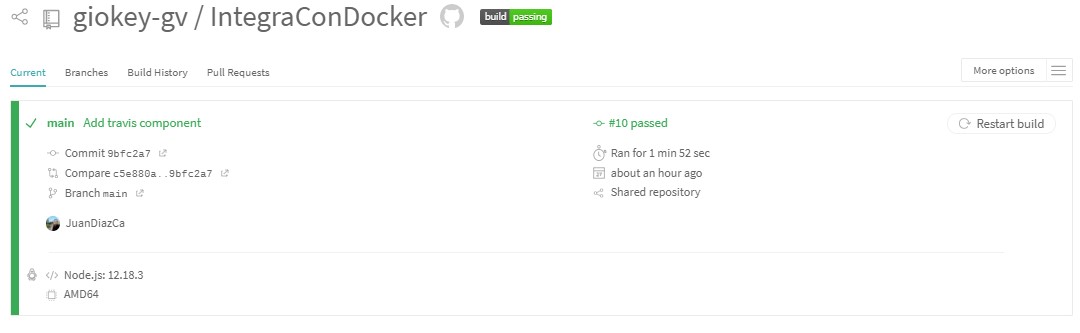 giokey-gv / IntegraConDocker build passing
Current Branches Build History Pull Requests More options
main Add travis component #10 passed Restart build
Commit 9bfc2a7 Ran for 1 min 52 sec
Compare c5e880a..9bfc2a7 about an hour ago
Branch main Shared repository
JuanDiazCa
Node.js: 12.18.3
AMD64